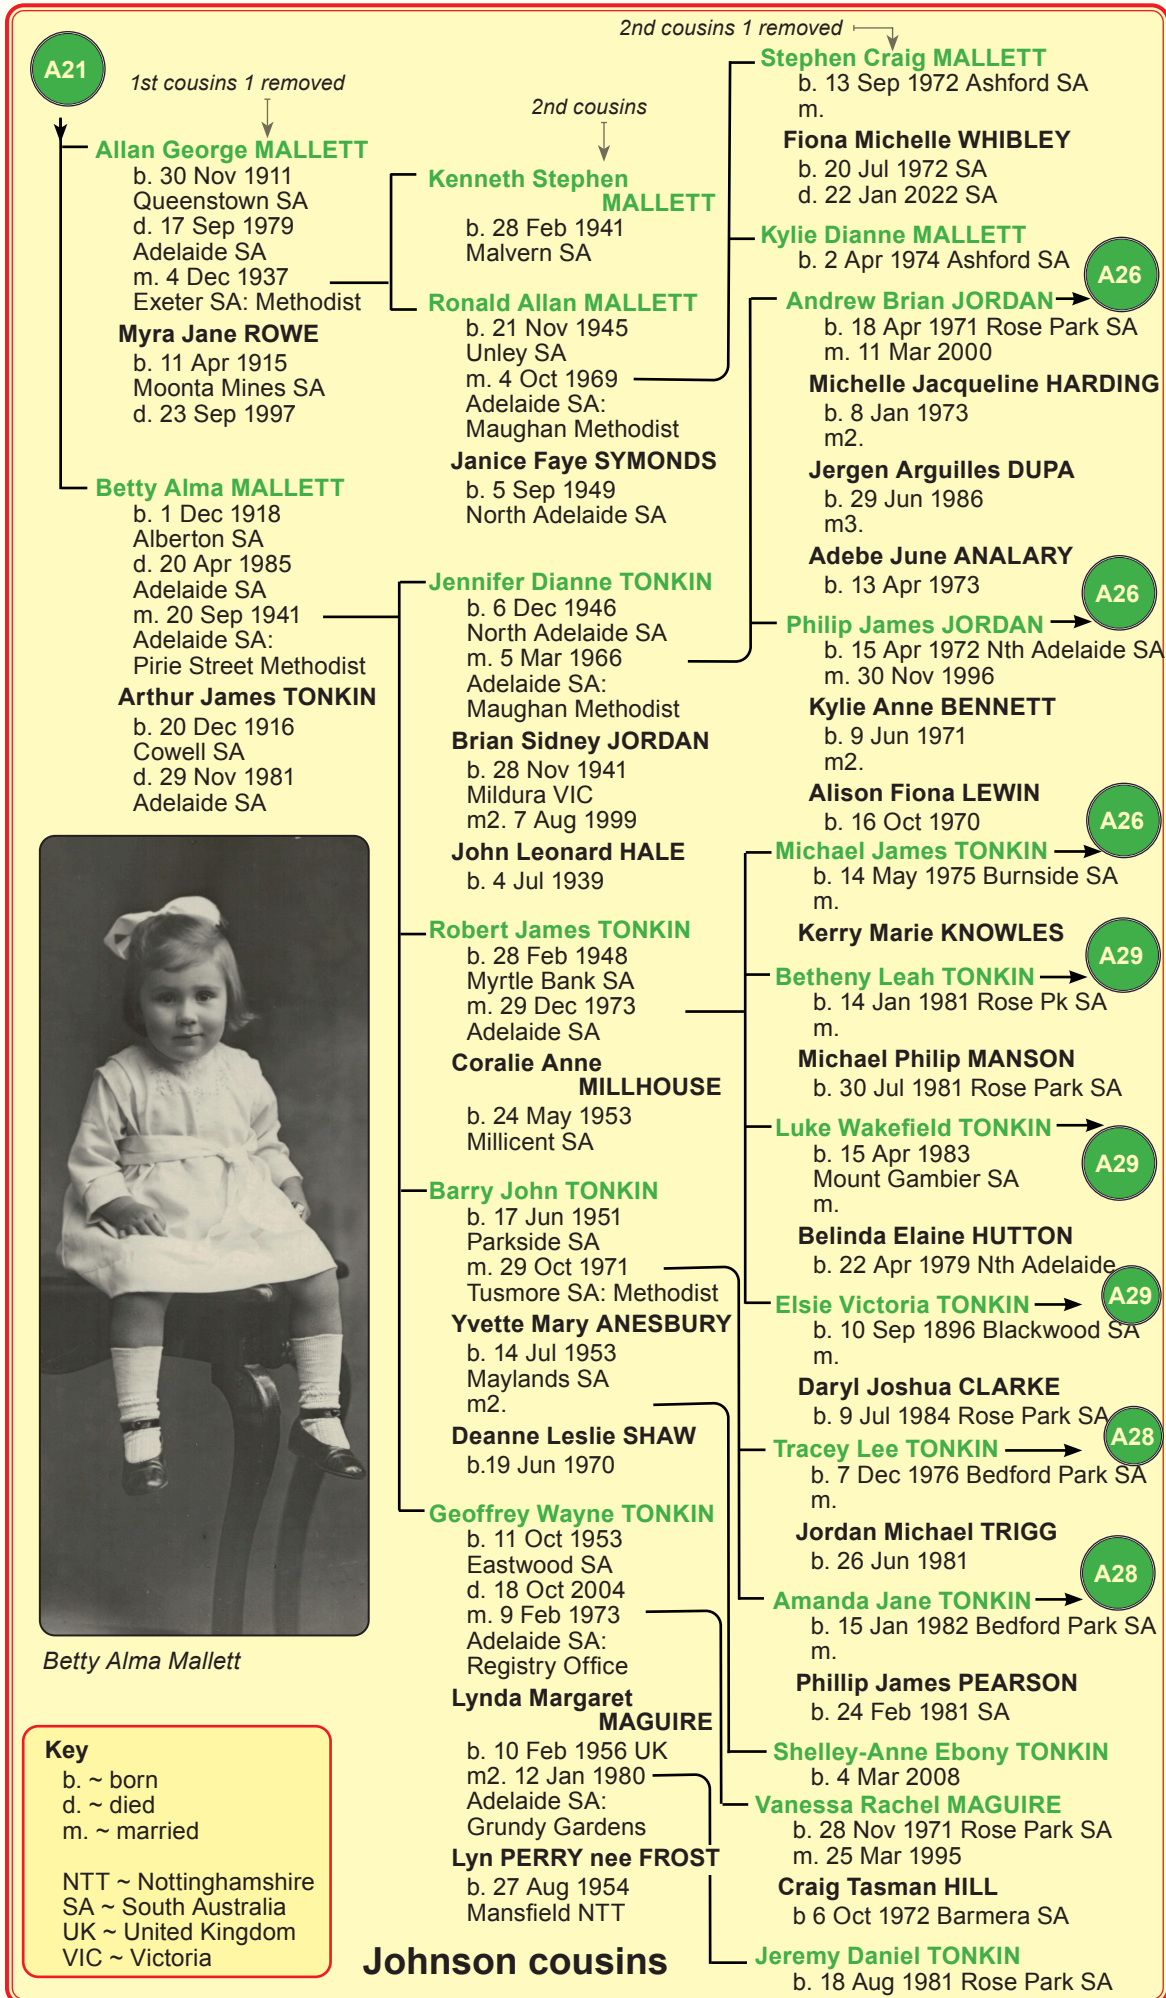 A21
1st cousins 1 removed
Allan George MALLETT
b. 30 Nov 1911
Queenstown SA
d. 17 Sep 1979
Adelaide SA
m. 4 Dec 1937
Exeter SA: Methodist
Myra Jane ROWE
b. 11 Apr 1915
Moonta Mines SA
d. 23 Sep 1997
Betty Alma MALLETT
b. 1 Dec 1918
Alberton SA
d. 20 Apr 1985
Adelaide SA
m. 20 Sep 1941
Adelaide SA:
Pirie Street Methodist
Arthur James TONKIN
b. 20 Dec 1916
Cowell SA
d. 29 Nov 1981
Adelaide SA
Betty Alma Mallett
Key
b. ~ born
d. ~ died
m. ~ married
NTT ~ Nottinghamshire
SA ~ South Australia
UK ~ United Kingdom
VIC ~ Victoria
2nd cousins
Kenneth Stephen
MALLETT
b. 28 Feb 1941
Malvern SA
Ronald Allan MALLETT
b. 21 Nov 1945
Unley SA
m. 4 Oct 1969
Adelaide SA:
Maughan Methodist
Janice Faye SYMONDS
b. 5 Sep 1949
North Adelaide SA
Jennifer Dianne TONKIN
b. 6 Dec 1946
North Adelaide SA
m. 5 Mar 1966
Adelaide SA:
Maughan Methodist
Brian Sidney JORDAN
b. 28 Nov 1941
Mildura VIC
m2. 7 Aug 1999
John Leonard HALE
b. 4 Jul 1939
Robert James TONKIN
b. 28 Feb 1948
Myrtle Bank SA
m. 29 Dec 1973
Adelaide SA
Coralie Anne
MILLHOUSE
b. 24 May 1953
Millicent SA
Barry John TONKIN
b. 17 Jun 1951
Parkside SA
m. 29 Oct 1971
Tusmore SA: Methodist
Yvette Mary ANESBURY
b. 14 Jul 1953
Maylands SA
m2.
Deanne Leslie SHAW
b.19 Jun 1970
Geoffrey Wayne TONKIN
b. 11 Oct 1953
Eastwood SA
d. 18 Oct 2004
m. 9 Feb 1973
Adelaide SA:
Registry Office
Lynda Margaret
MAGUIRE
b. 10 Feb 1956 UK
m2. 12 Jan 1980
Adelaide SA:
Grundy Gardens
Lyn PERRY nee FROST
b. 27 Aug 1954
Mansfield NTT
Johnson cousins
2nd cousins 1 removed
Stephen Craig MALLETT
b. 13 Sep 1972 Ashford SA
m.
Fiona Michelle WHIBLEY
b. 20 Jul 1972 SA
d. 22 Jan 2022 SA
Kylie Dianne MALLETT
b. 2 Apr 1974 Ashford SA
Andrew Brian JORDAN
A26
b. 18 Apr 1971 Rose Park SA
m. 11 Mar 2000
Michelle Jacqueline HARDING
b. 8 Jan 1973
m2.
Jergen Arguilles DUPA
b. 29 Jun 1986
m3.
Adebe June ANALARY
b. 13 Apr 1973
Philip James JORDAN
A26
b. 15 Apr 1972 Nth Adelaide SA
m. 30 Nov 1996
Kylie Anne BENNETT
b. 9 Jun 1971
m2.
Alison Fiona LEWIN
b. 16 Oct 1970
Michael James TONKIN
A26
b. 14 May 1975 Burnside SA
m.
Kerry Marie KNOWLES
Betheny Leah TONKIN
A29
b. 14 Jan 1981 Rose Pk SA
m.
Michael Philip MANSON
b. 30 Jul 1981 Rose Park SA
Luke Wakefield TONKIN
A29
b. 15 Apr 1983
Mount Gambier SA
m.
Belinda Elaine HUTTON
b. 22 Apr 1979 Nth Adelaide
Elsie Victoria TONKIN
A29
b. 10 Sep 1896 Blackwood SA
m.
Daryl Joshua CLARKE
b. 9 Jul 1984 Rose Park SA
Tracey Lee TONKIN
A28
b. 7 Dec 1976 Bedford Park SA
m.
Jordan Michael TRIGG
b. 26 Jun 1981
Amanda Jane TONKIN
A28
b. 15 Jan 1982 Bedford Park SA
m.
Phillip James PEARSON
b. 24 Feb 1981 SA
Shelley-Anne Ebony TONKIN
b. 4 Mar 2008
Vanessa Rachel MAGUIRE
b. 28 Nov 1971 Rose Park SA
m. 25 Mar 1995
Craig Tasman HILL
b 6 Oct 1972 Barmera SA
Jeremy Daniel TONKIN
b. 18 Aug 1981 Rose Park SA